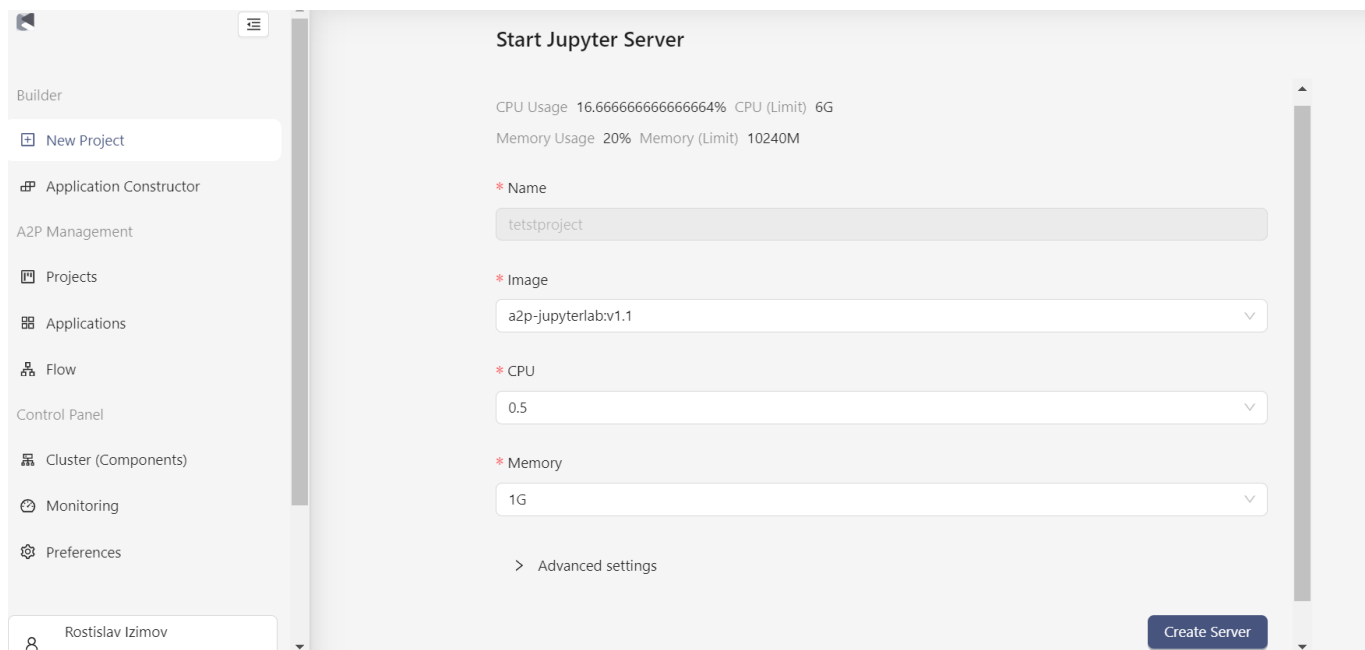 Builder
New Project
Application Constructor
A2P Management
Projects
Applications
Flow
Control Panel
Cluster (Components)
Monitoring
Preferences
Rostislav Izimov
Start Jupyter Server
CPU Usage 16.666666666666664% CPU (Limit) 6G
Memory Usage 20% Memory (Limit) 10240M
* Name
tetstproject
* Image
a2p-jupyterlab:v1.1
* CPU
0.5
* Memory
1G
Advanced settings
Create Server